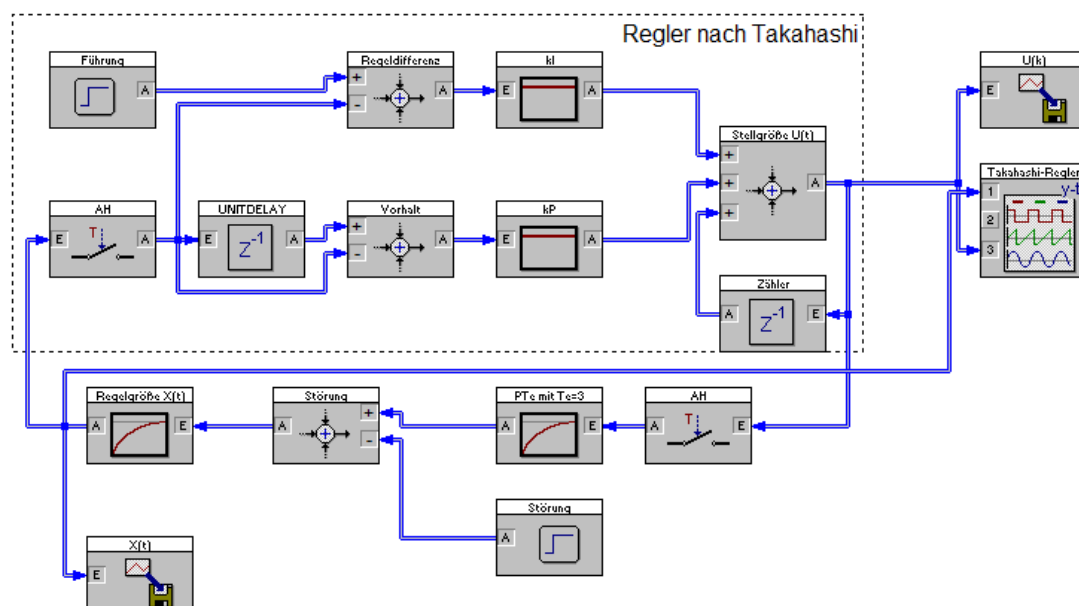 Regler nach Takahashi
Führung
A
Regeldifferenz
+
-
A
kI
E
A
U(k)
E
Stellgröße U(t)
+
+
+
A
Takahashi-Regler
1
2
3
y-t
AH
E
T
A
UNITDELAY
E
Z-1
A
Vorhalt
+
-
A
kP
E
A
Zähler
A
Z-1
E
Regelgröße X(t)
A
E
Störung
A
+
-
PTe mit Te=3
A
E
AH
A
T
E
Störung
A
X(t)
E